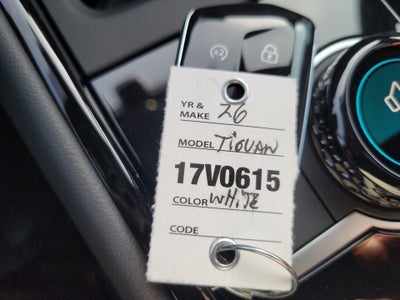 YR & MAKE 26
MODEL TIGUAN
17V0615
COLOR WHITE
CODE